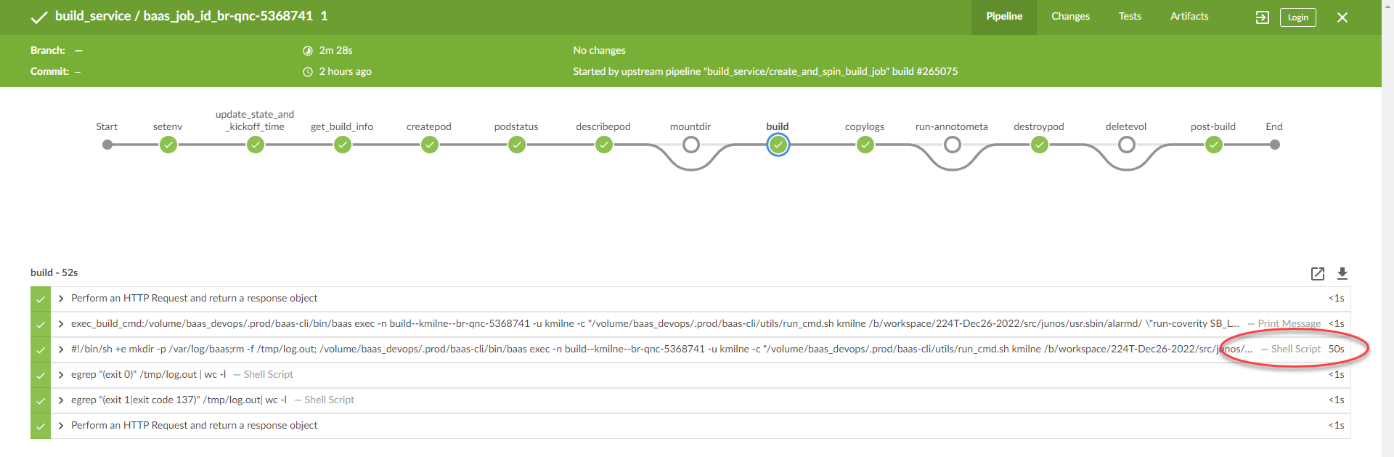 build_service / baas_job_id_br-qnc-5368741 1
Pipeline Changes Tests Artifacts Login
Branch: — 2m 28s No changes
Commit: – 2 hours ago Started by upstream pipeline "build_service/create_and_spin_build_job" build #265075
Start setenv update_state_and
_kickoff_time get_build_info createpod podstatus describepod mountdir build copylogs run-annotometa destroypod deletevol post-build End
build - 52s
Perform an HTTP Request and return a response object <1s
exec_build_cmd:/volume/baas_devops/.prod/baas-cli/bin/baas exec -n build--kmilne--br-qnc-5368741 -u kmilne -c "/volume/baas_devops/.prod/baas-cli/utils/run_cmd.sh kmilne /b/workspace/224T-Dec26-2022/src/junos/usr.sbin/alarmd/ \"run-coverity SB_L... — Print Message <1s
#!/bin/sh +e mkdir -p /var/log/baas;rm -f /tmp/log.out; /volume/baas_devops/.prod/baas-cli/bin/baas exec -n build--kmilne--br-qnc-5368741 -u kmilne -c "/volume/baas_devops/.prod/baas-cli/utils/run_cmd.sh kmilne /b/workspace/224T-Dec26-2022/src/junos/... — Shell Script 50s
egrep "(exit 0)" /tmp/log.out | wc -l — Shell Script <1s
egrep "(exit 1|exit code 137)" /tmp/log.out| wc -l — Shell Script <1s
Perform an HTTP Request and return a response object <1s